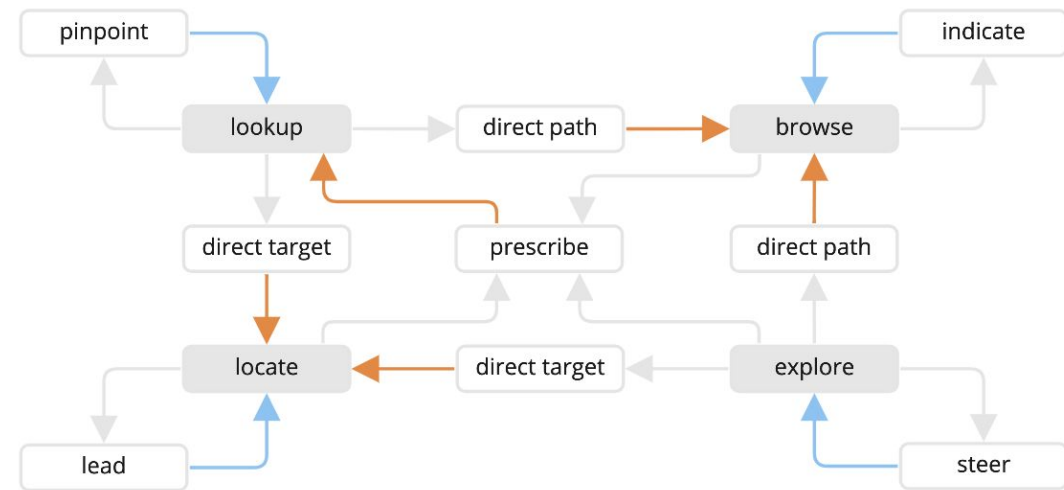 pinpoint
indicate
lookup
direct path
browse
direct target
prescribe
direct path
locate
direct target
explore
lead
steer